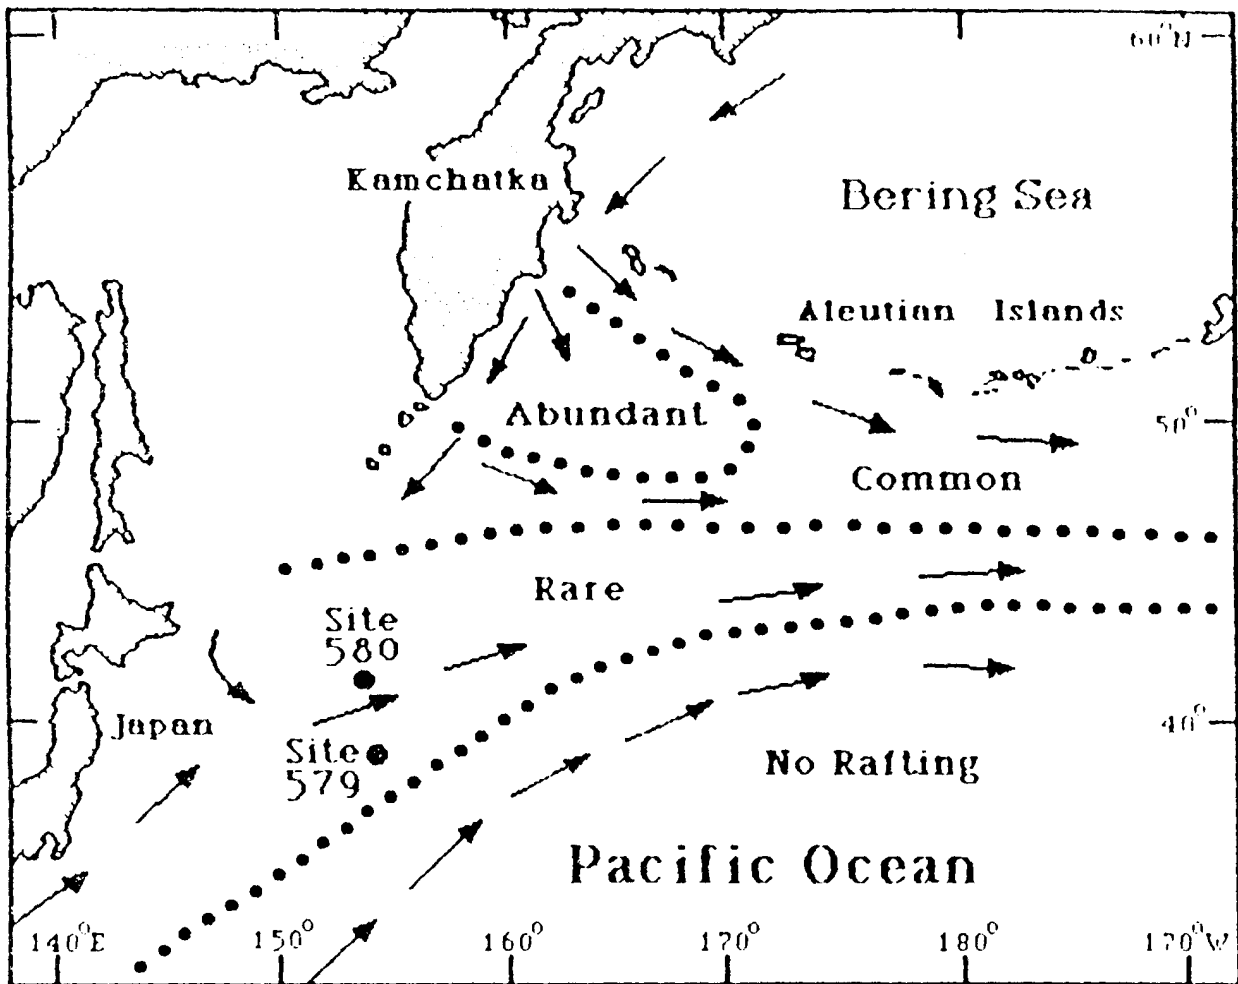 60°N
Kamchatka
Bering Sea
Aleutian Islands
Abundant
50°
Common
Rare
Site
580
Japan
40°
Site
579
No Rafting
Pacific Ocean
140°E 150° 160° 170° 180° 170°W